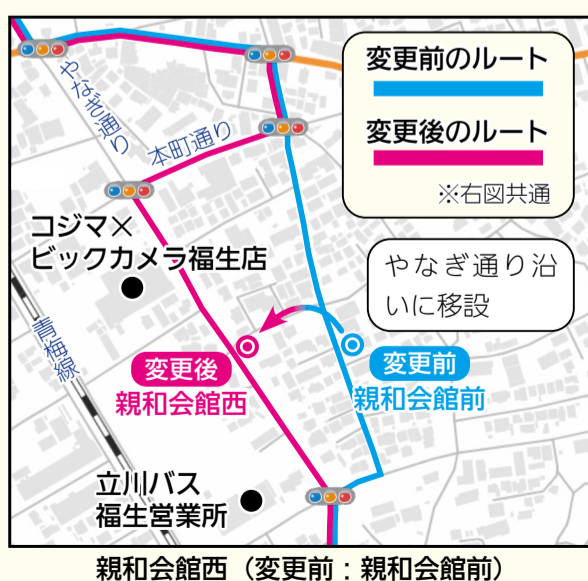 変更前のルート
変更後のルート
※右図共通
やなぎ通り
本町通り
コジマ×
ビックカメラ福生店
やなぎ通り沿
いに移設
青梅線
変更後
親和会館西
変更前
親和会館前
立川バス
福生営業所
親和会館西（変更前：親和会館前）